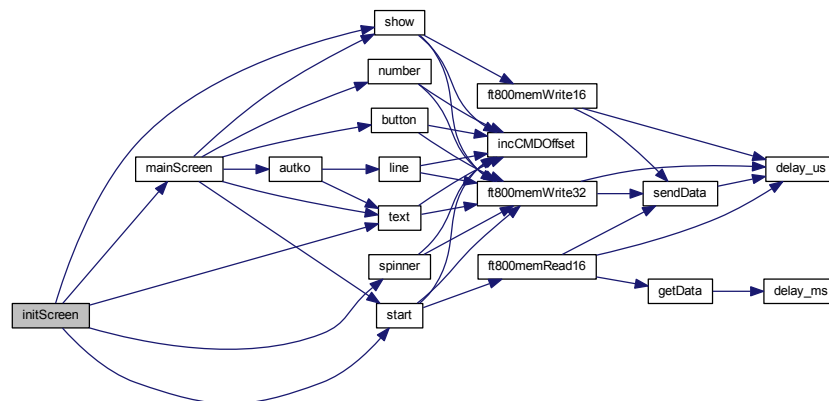 show
number
ft800memWrite16
button
incCMDOffset
mainScreen
autko
line
delay_us
ft800memWrite32
sendData
text
spinner
ft800memRead16
getData
delay_ms
initScreen
start